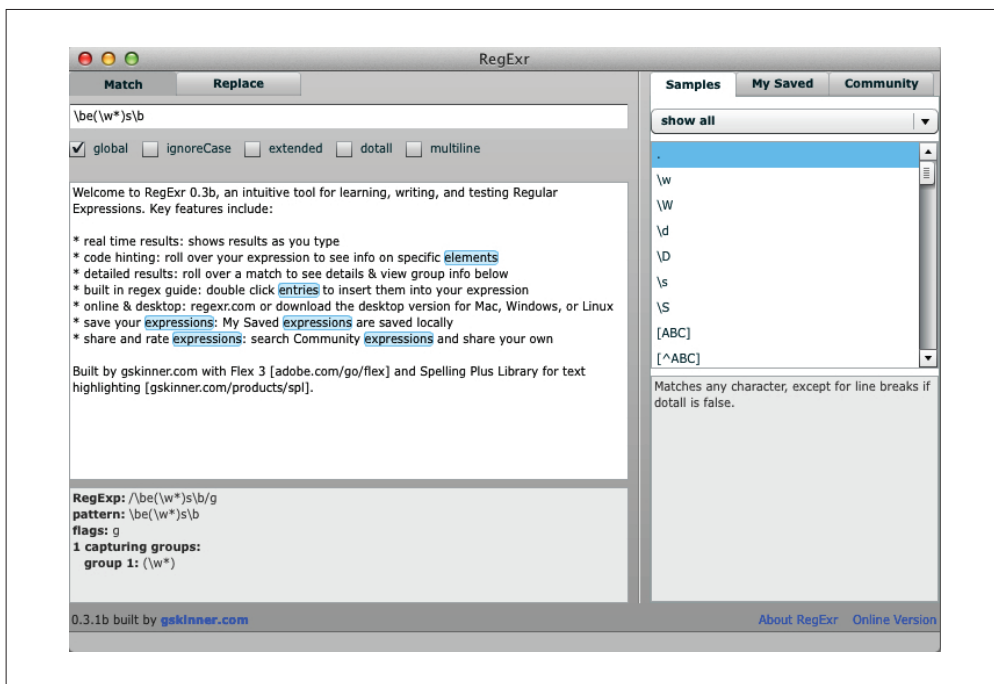 RegExr
Match Replace
\be(\w*)s\b
global ignoreCase extended dotall multiline
Welcome to RegExr 0.3b, an intuitive tool for learning, writing, and testing Regular
Expressions. Key features include:
* real time results: shows results as you type
* code hinting: roll over your expression to see info on specific elements
* detailed results: roll over a match to see details & view group info below
* built in regex guide: double click entries to insert them into your expression
* online & desktop: regexr.com or download the desktop version for Mac, Windows, or Linux
* save your expressions: My Saved expressions are saved locally
* share and rate expressions: search Community expressions and share your own
Built by gskinner.com with Flex 3 [adobe.com/go/flex] and Spelling Plus Library for text
highlighting [gskinner.com/products/spl].
RegExp: /\be(\w*)s\b/g
pattern: \be(\w*)s\b
flags: g
1 capturing groups:
group 1: (\w*)
Samples My Saved Community
show all
.
\w
\W
\d
\D
\s
\S
[ABC]
[^ABC]
Matches any character, except for line breaks if
dotall is false.
0.3.1b built by gskinner.com
About RegExr Online Version